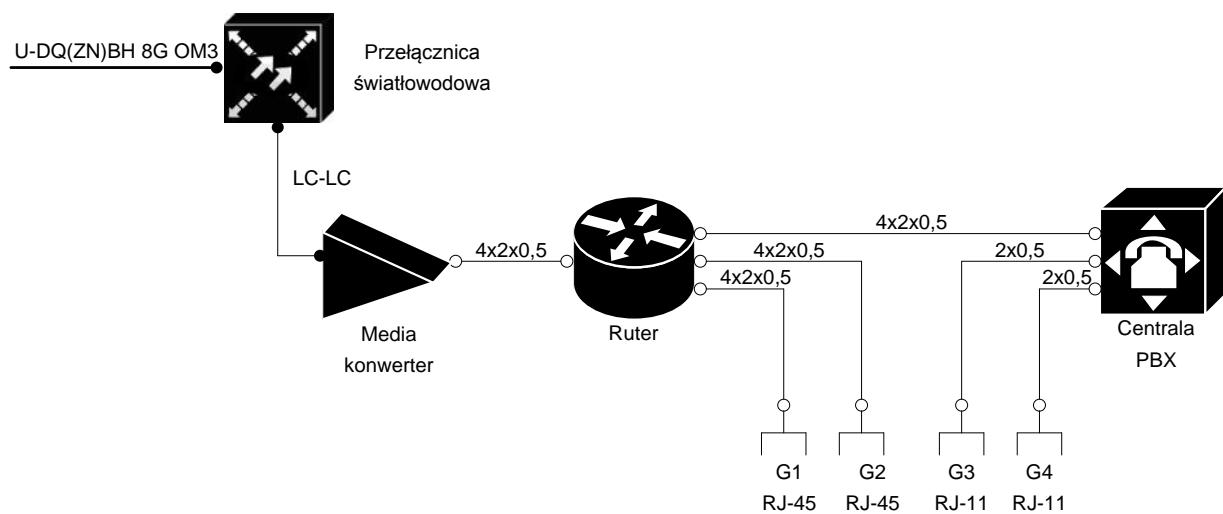 U-DQ(ZN)BH 8G OM3
Przełącznica
światłowodowa
LC-LC
4x2x0,5
4x2x0,5
4x2x0,5
2x0,5
4x2x0,5
2x0,5
Media
konwerter
Ruter
Centrala
PBX
G1
G2
G3
G4
RJ-45
RJ-45
RJ-11
RJ-11